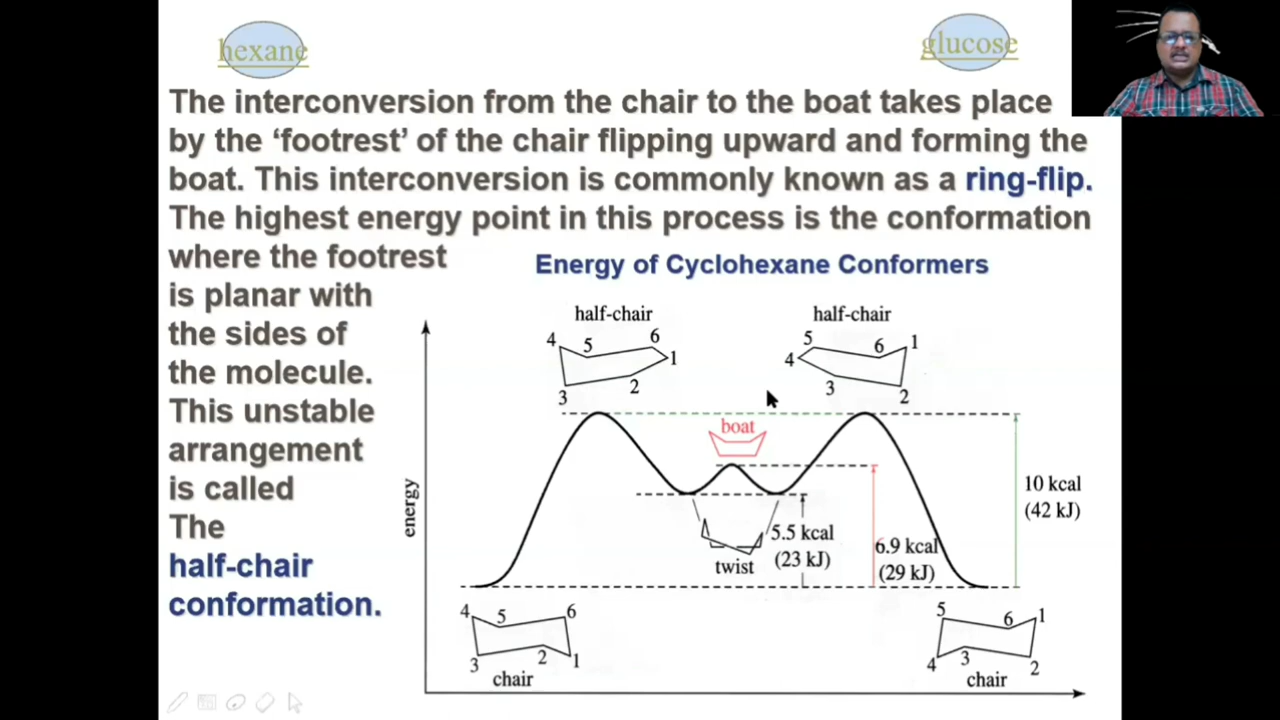 hexane
glucose
The interconversion from the chair to the boat takes place
by the ‘footrest’ of the chair flipping upward and forming the
boat. This interconversion is commonly known as a ring-flip.
The highest energy point in this process is the conformation
where the footrest
is planar with
the sides of
the molecule.
This unstable
arrangement
is called
The
half-chair
conformation.
Energy of Cyclohexane Conformers
half-chair
4 5 6 1 2 3
half-chair
5 6 1 4 3 2
boat
energy
twist
5.5 kcal
(23 kJ)
6.9 kcal
(29 kJ)
10 kcal
(42 kJ)
4 5 6 3 2 1
chair
5 6 1 4 3 2
chair